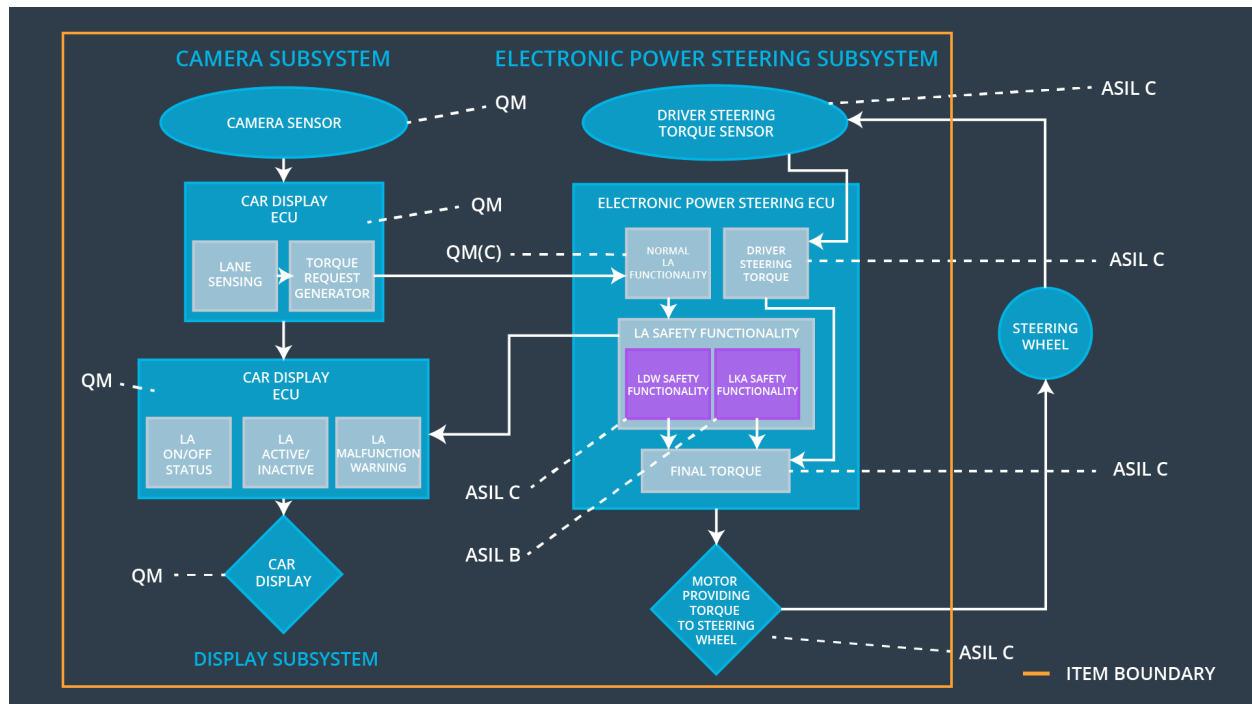 CAMERA SUBSYSTEM
ELECTRONIC POWER STEERING SUBSYSTEM
CAMERA SENSOR
QM
DRIVER STEERING
TORQUE SENSOR
ASIL C
CAR DISPLAY
ECU
QM
LANE
SENSING
TORQUE
REQUEST
GENERATOR
ELECTRONIC POWER STEERING ECU
QM(C)
NORMAL
LA
FUNCTIONALITY
DRIVER
STEERING
TORQUE
ASIL C
LA SAFETY FUNCTIONALITY
LDW SAFETY
FUNCTIONALITY
LKA SAFETY
FUNCTIONALITY
STEERING
WHEEL
QM
CAR DISPLAY
ECU
LA
ON/OFF
STATUS
LA
ACTIVE/
INACTIVE
LA
MALFUNCTION
WARNING
FINAL TORQUE
ASIL C
ASIL C
ASIL B
QM
CAR
DISPLAY
MOTOR
PROVIDING
TORQUE
TO STEERING
WHEEL
ASIL C
DISPLAY SUBSYSTEM
ITEM BOUNDARY